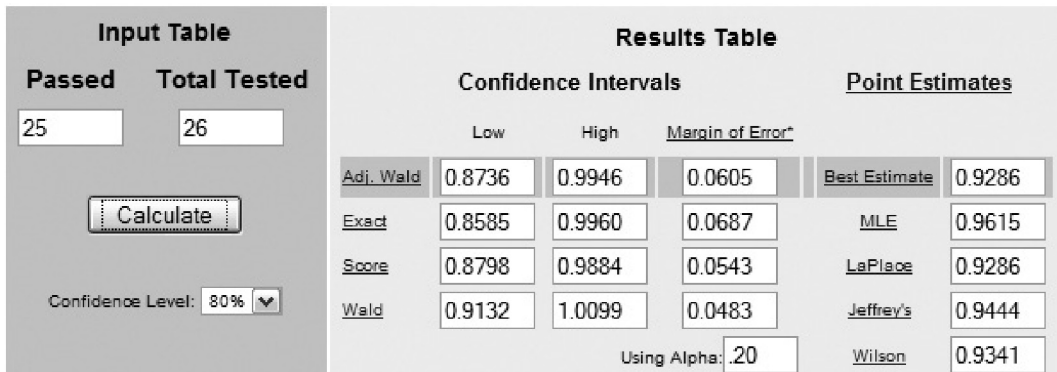 Input Table
Passed Total Tested
25 26
Calculate
Confidence Level: 80%
Results Table
Confidence Intervals Point Estimates
Low High Margin of Error*
Adj. Wald 0.8736 0.9946 0.0605 Best Estimate 0.9286
Exact 0.8585 0.9960 0.0687 MLE 0.9615
Score 0.8798 0.9884 0.0543 LaPlace 0.9286
Wald 0.9132 1.0099 0.0483 Jeffrey's 0.9444
Using Alpha: .20 Wilson 0.9341